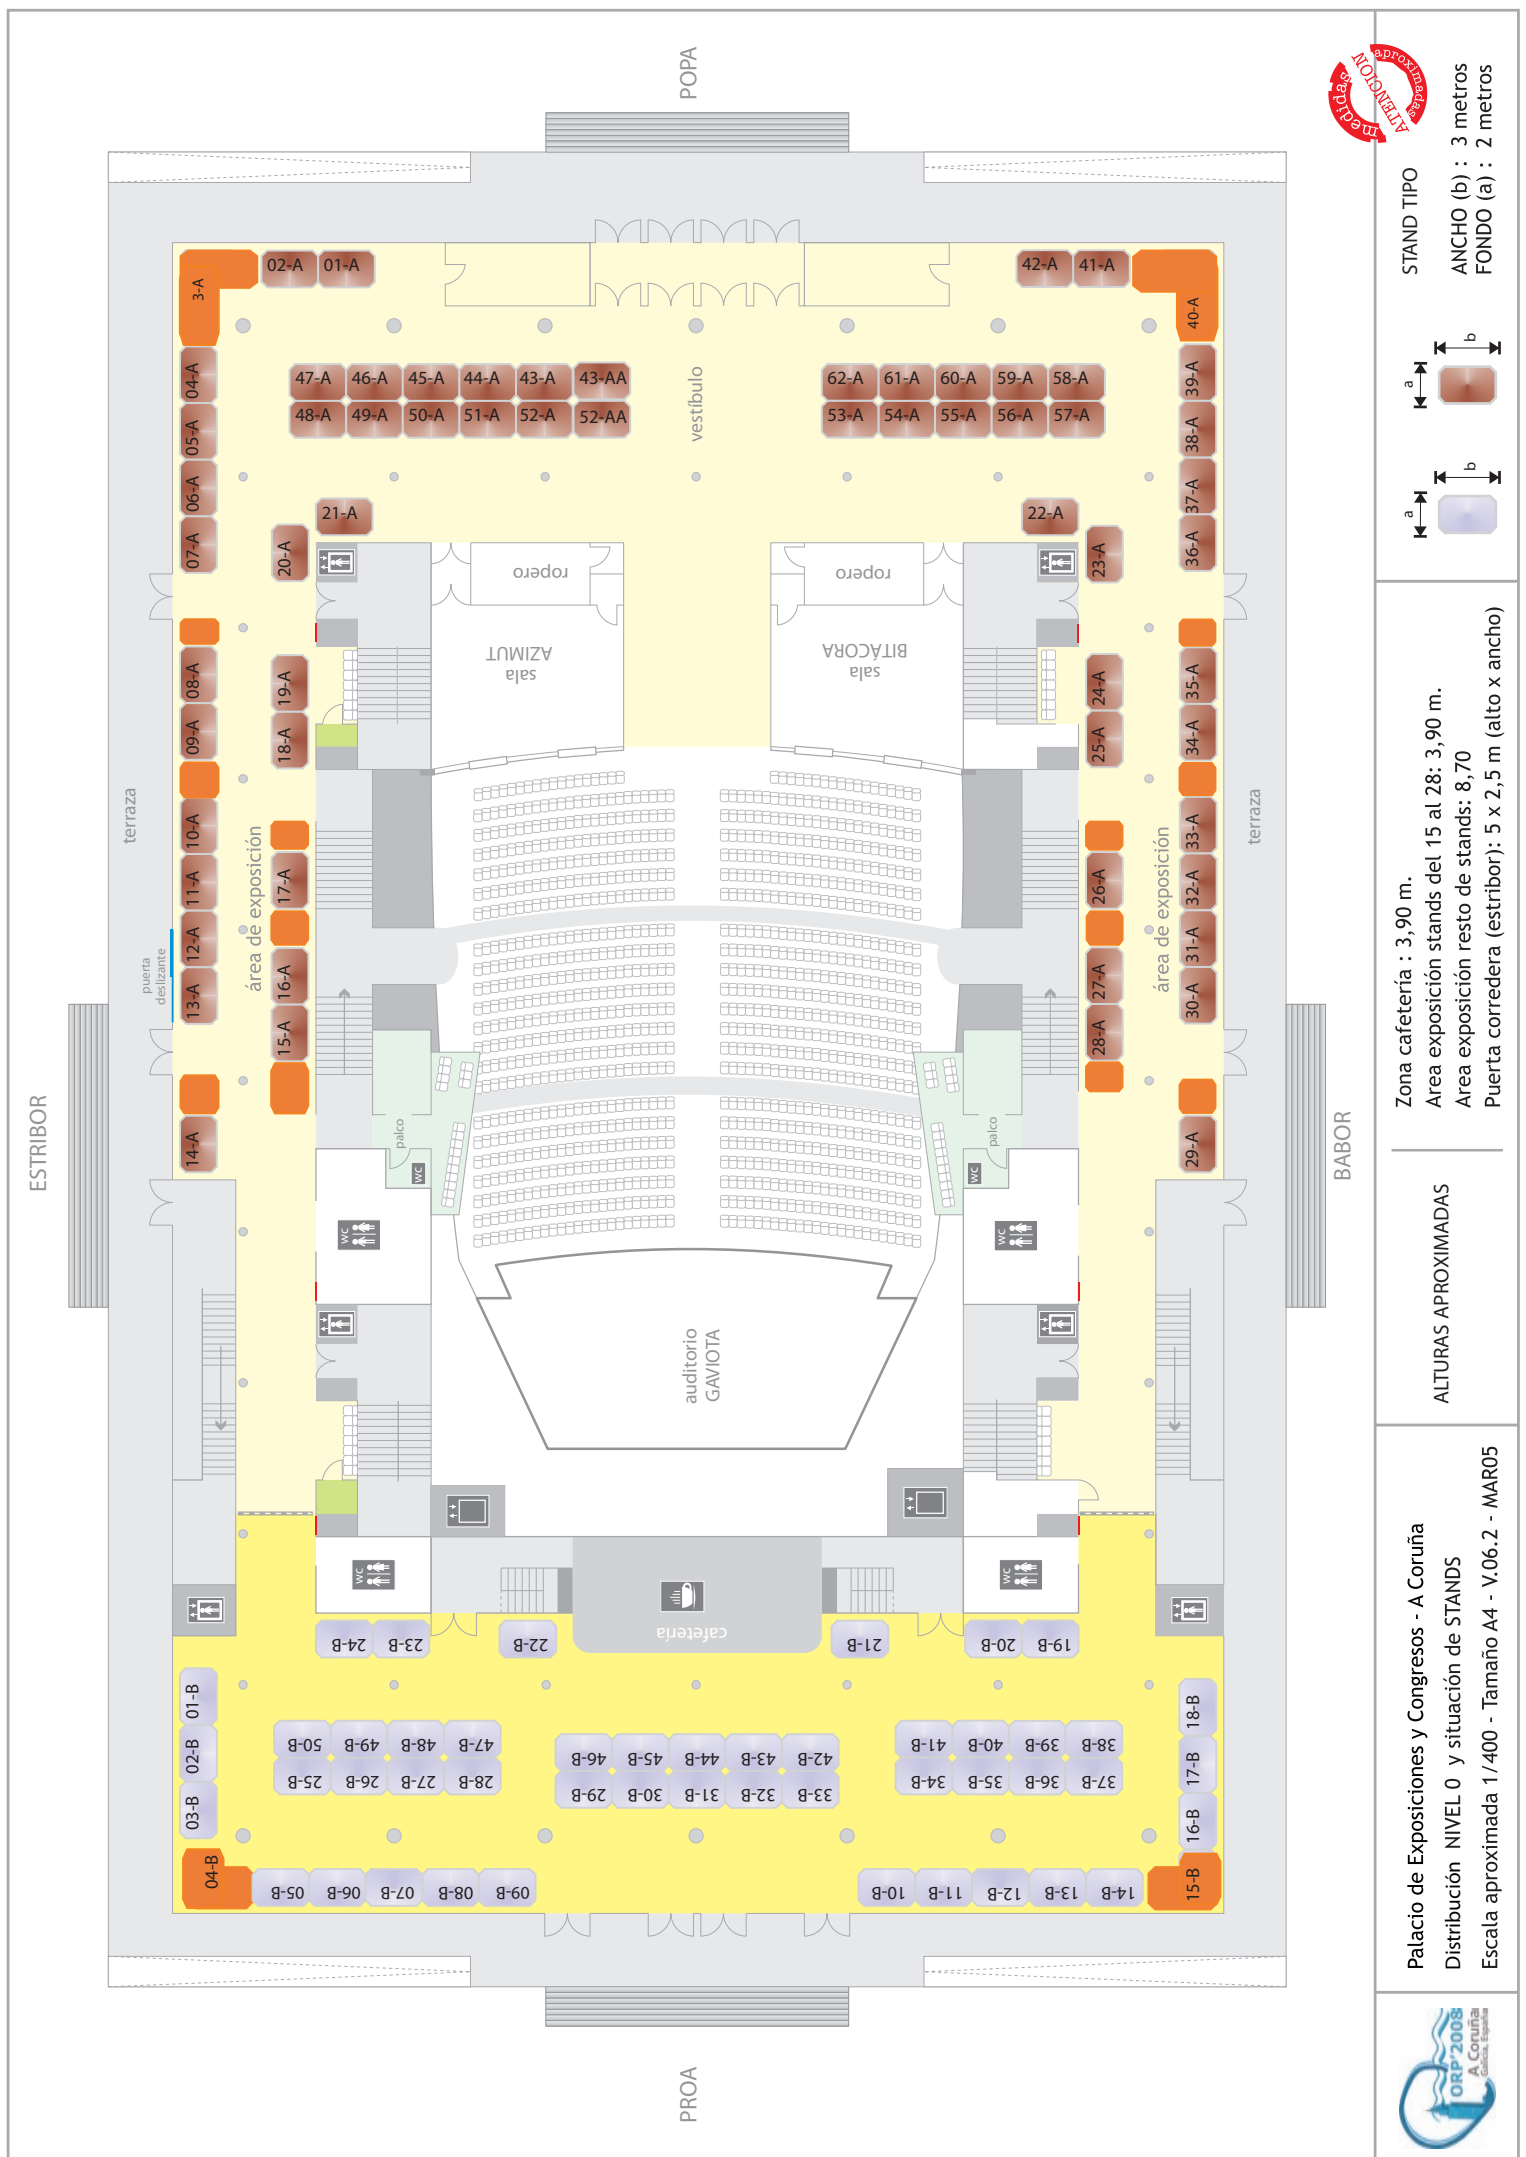 POPA
medidas
ATENCION
aproximadas
3-A
02-A
01-A
42-A
41-A
40-A
04-A
05-A
06-A
07-A
47-A
46-A
45-A
44-A
43-A
43-AA
48-A
49-A
50-A
51-A
52-A
52-AA
vestíbulo
62-A
61-A
60-A
59-A
58-A
53-A
54-A
55-A
56-A
57-A
39-A
38-A
37-A
36-A
21-A
20-A
22-A
23-A
ropero
ropero
sala
AZIMUT
sala
BITÁCORA
08-A
09-A
19-A
18-A
24-A
25-A
35-A
34-A
terraza
10-A
11-A
12-A
13-A
área de exposición
17-A
16-A
15-A
puerta
deslizante
26-A
27-A
28-A
área de exposición
33-A
32-A
31-A
30-A
terraza
ESTRIBOR
14-A
palco
WC
palco
WC
29-A
BABOR
WC
WC
auditorio
GAVIOTA
WC
WC
cafetería
24-B
23-B
22-B
21-B
20-B
19-B
01-B
02-B
03-B
04-B
50-B
49-B
48-B
47-B
25-B
26-B
27-B
28-B
46-B
45-B
44-B
43-B
42-B
29-B
30-B
31-B
32-B
33-B
41-B
40-B
39-B
38-B
34-B
35-B
36-B
37-B
18-B
17-B
16-B
15-B
05-B
06-B
07-B
08-B
09-B
10-B
11-B
12-B
13-B
14-B
PROA
STAND TIPO
ANCHO (b) : 3 metros
FONDO (a) : 2 metros
a
b
a
b
Zona cafetería : 3,90 m.
Area exposición stands del 15 al 28: 3,90 m.
Area exposición resto de stands: 8,70
Puerta corredera (estribor): 5 x 2,5 m (alto x ancho)
ALTURAS APROXIMADAS
Palacio de Exposiciones y Congresos - A Coruña
Distribución NIVEL 0 y situación de STANDS
Escala aproximada 1/400 - Tamaño A4 - V.06.2 - MAR05
ORP'2008
A Coruña
Galicia, España